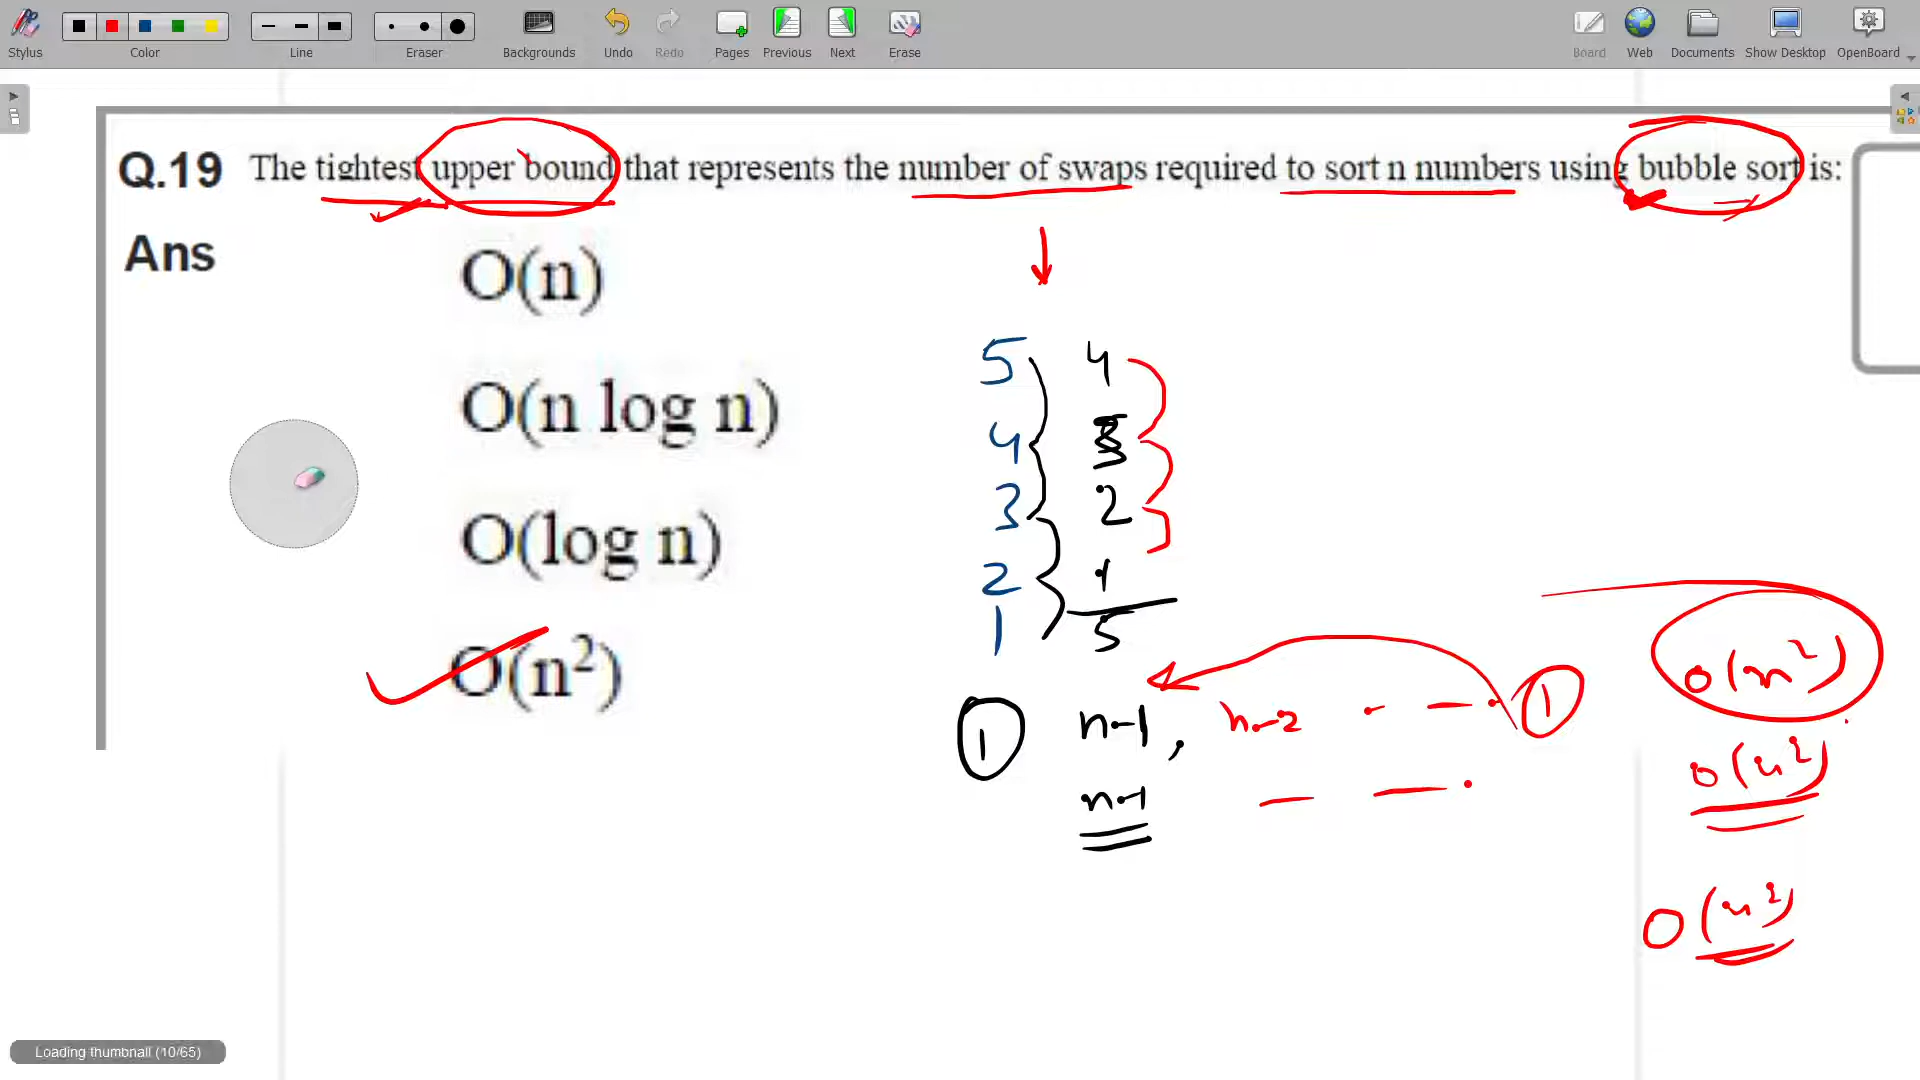 Stylus Color Line Eraser Backgrounds Undo Redo Pages Previous Next Erase Board Web Documents Show Desktop OpenBoard
Q.19 The tightest upper bound that represents the number of swaps required to sort n numbers using bubble sort is:
Ans
O(n)
O(n log n)
O(log n)
O(n²)
5 4
4
3 2
2 1
1 5
1 n-1, n-2 . — . 1
n-1 — — .
O(n²)
O(n²)
O(n²)
Loading thumbnail (10/65)